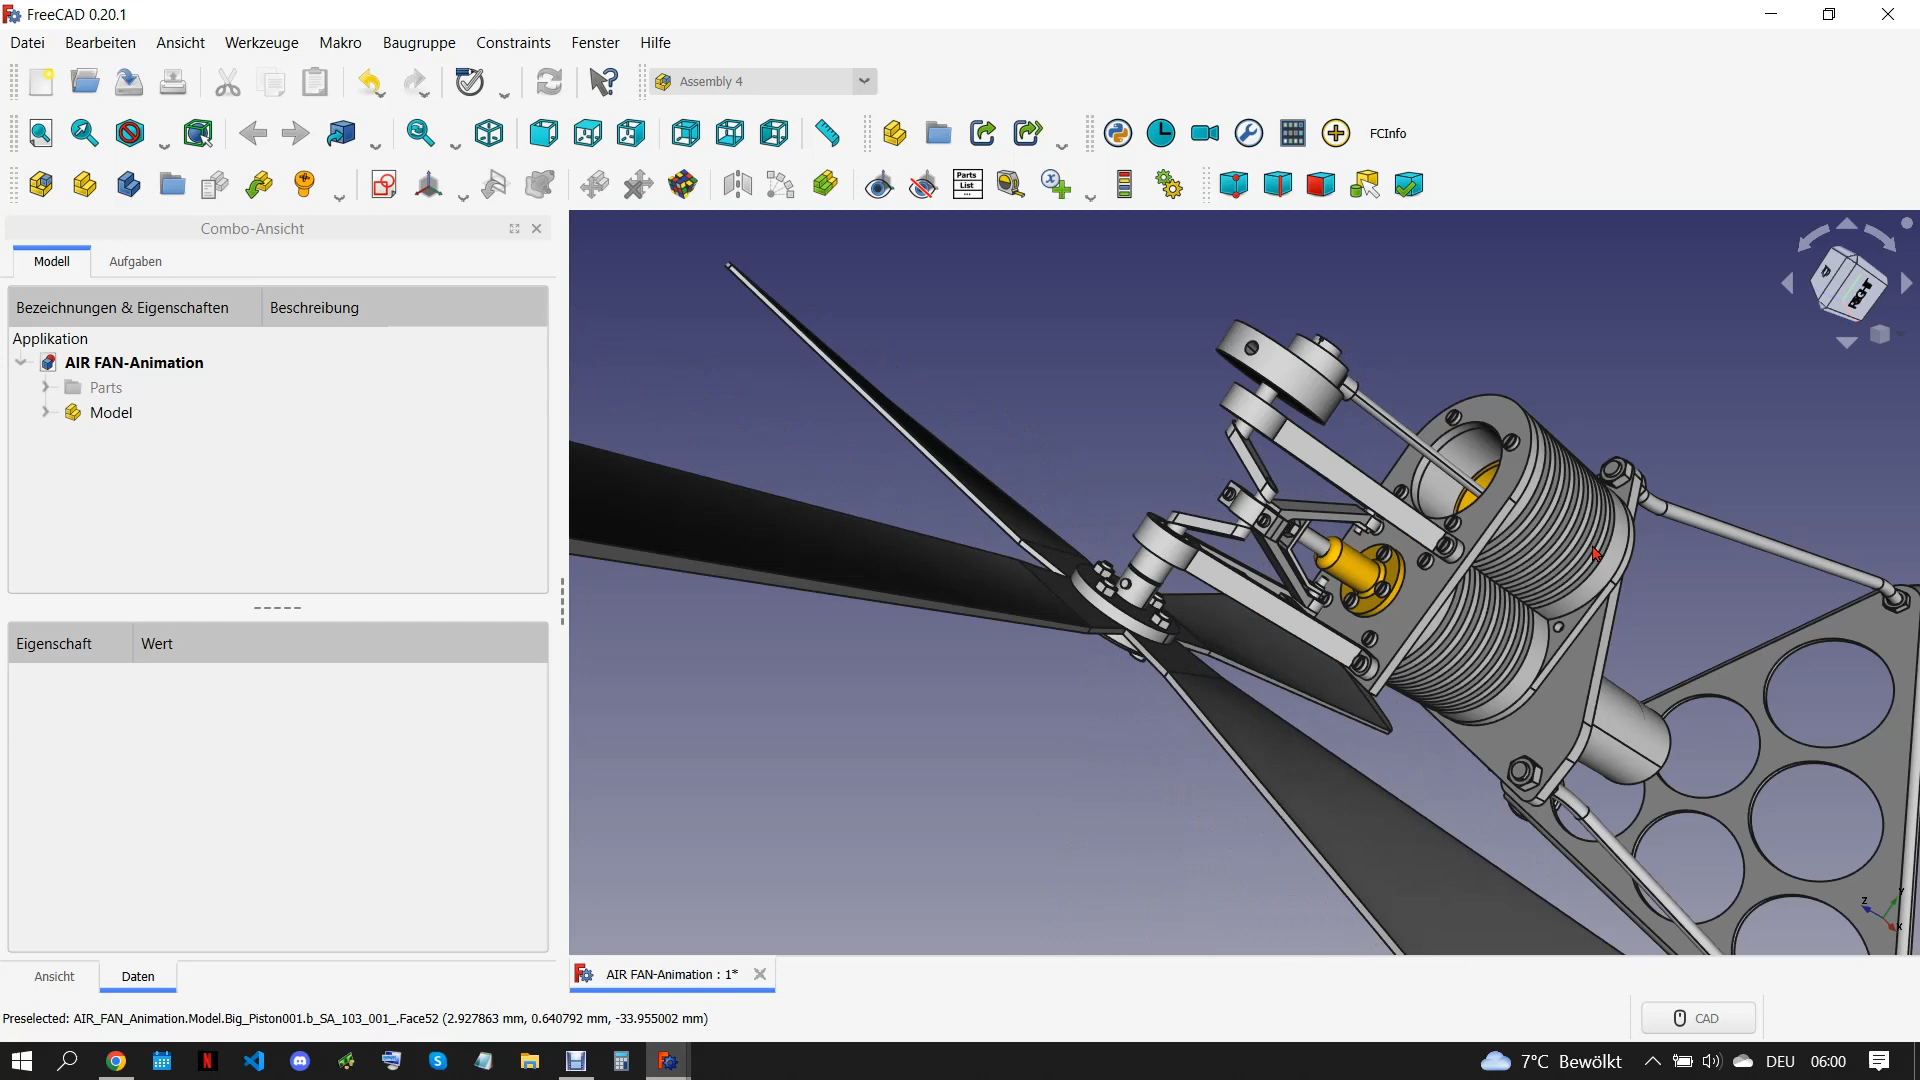 FreeCAD 0.20.1
Datei Bearbeiten Ansicht Werkzeuge Makro Baugruppe Constraints Fenster Hilfe
Assembly 4
FCInfo
Parts
List
Combo-Ansicht
Modell Aufgaben
Bezeichnungen & Eigenschaften Beschreibung
Applikation
AIR FAN-Animation
Parts
Model
RIGHT
Eigenschaft Wert
Z
Y
X
Ansicht Daten
AIR FAN-Animation : 1*
Preselected: AIR_FAN_Animation.Model.Big_Piston001.b_SA_103_001_.Face52 (2.927863 mm, 0.640792 mm, -33.955002 mm)
CAD
7°C Bewölkt DEU 06:00